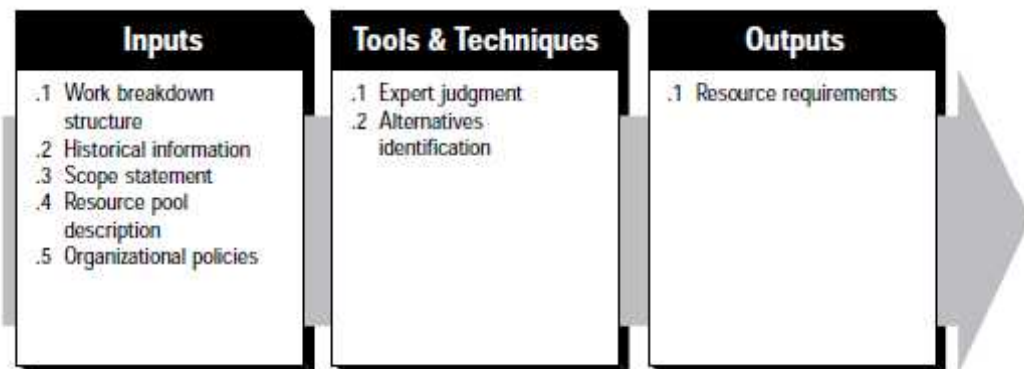 Inputs
.1 Work breakdown
structure
.2 Historical information
.3 Scope statement
.4 Resource pool
description
.5 Organizational policies
Tools & Techniques
.1 Expert judgment
.2 Alternatives
identification
Outputs
.1 Resource requirements